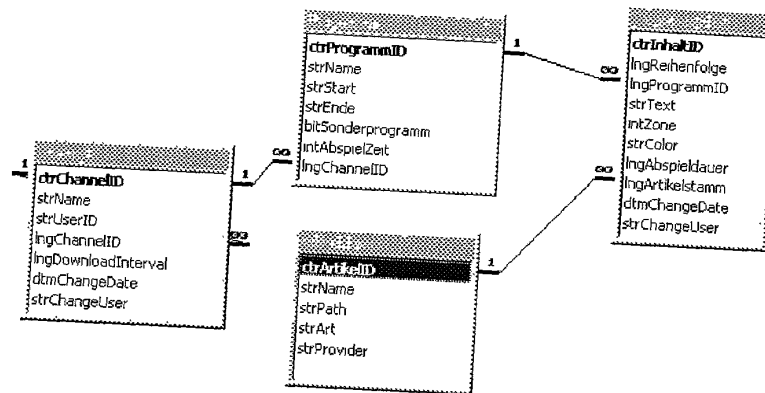 ctrProgrammID
strName
strStart
strEnde
bitSonderprogramm
intAbspielZeit
lngChannelID
1
∞
ctrInhaltID
lngReihenfolge
lngProgrammID
strText
intZone
strColor
lngAbspieldauer
lngArtikelstamm
dtmChangeDate
strChangeUser
∞
∞
1
ctrChannelID
strName
strUserID
lngChannelID
lngDownloadInterval
dtmChangeDate
strChangeUser
1
∞
ctrArtikelID
strName
strPath
strArt
strProvider
1